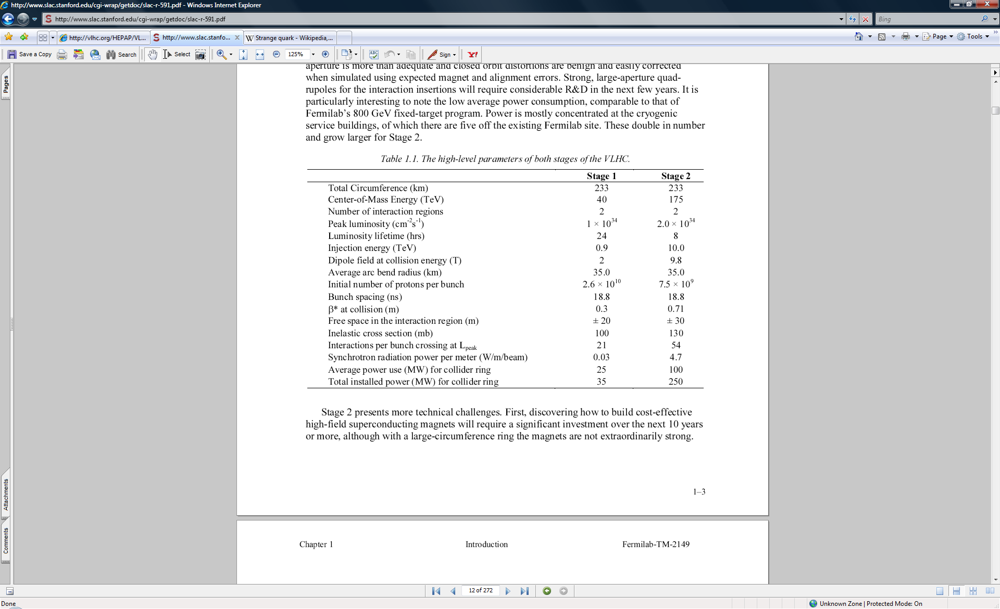 http://www.slac.stanford.edu/cgi-wrap/getdoc/slac-r-591.pdf - Windows Internet Explorer
http://www.slac.stanford.edu/cgi-wrap/getdoc/slac-r-591.pdf
Bing
http://vlhc.org/HEPAP/VL...
http://www.slac.stanfo...
W Strange quark - Wikipedia,...
Page
Tools
Save a Copy
Search
Select
125%
ABC
Sign
Y!
Pages
aperture is more than adequate and closed orbit distortions are benign and easily corrected
when simulated using expected magnet and alignment errors. Strong, large-aperture quad-
rupoles for the interaction insertions will require considerable R&D in the next few years. It is
particularly interesting to note the low average power consumption, comparable to that of
Fermilab's 800 GeV fixed-target program. Power is mostly concentrated at the cryogenic
service buildings, of which there are five off the existing Fermilab site. These double in number
and grow larger for Stage 2.
Table 1.1. The high-level parameters of both stages of the VLHC.
Stage 1 Stage 2
Total Circumference (km) 233 233
Center-of-Mass Energy (TeV) 40 175
Number of interaction regions 2 2
Peak luminosity (cm⁻²s⁻¹) 1 × 10³⁴ 2.0 × 10³⁴
Luminosity lifetime (hrs) 24 8
Injection energy (TeV) 0.9 10.0
Dipole field at collision energy (T) 2 9.8
Average arc bend radius (km) 35.0 35.0
Initial number of protons per bunch 2.6 × 10¹⁰ 7.5 × 10⁹
Bunch spacing (ns) 18.8 18.8
β* at collision (m) 0.3 0.71
Free space in the interaction region (m) ± 20 ± 30
Inelastic cross section (mb) 100 130
Interactions per bunch crossing at Lpeak 21 54
Synchrotron radiation power per meter (W/m/beam) 0.03 4.7
Average power use (MW) for collider ring 25 100
Total installed power (MW) for collider ring 35 250
Stage 2 presents more technical challenges. First, discovering how to build cost-effective
high-field superconducting magnets will require a significant investment over the next 10 years
or more, although with a large-circumference ring the magnets are not extraordinarily strong.
Attachments
1–3
Comments
Chapter 1 Introduction Fermilab-TM-2149
12 of 272
Done
Unknown Zone | Protected Mode: On